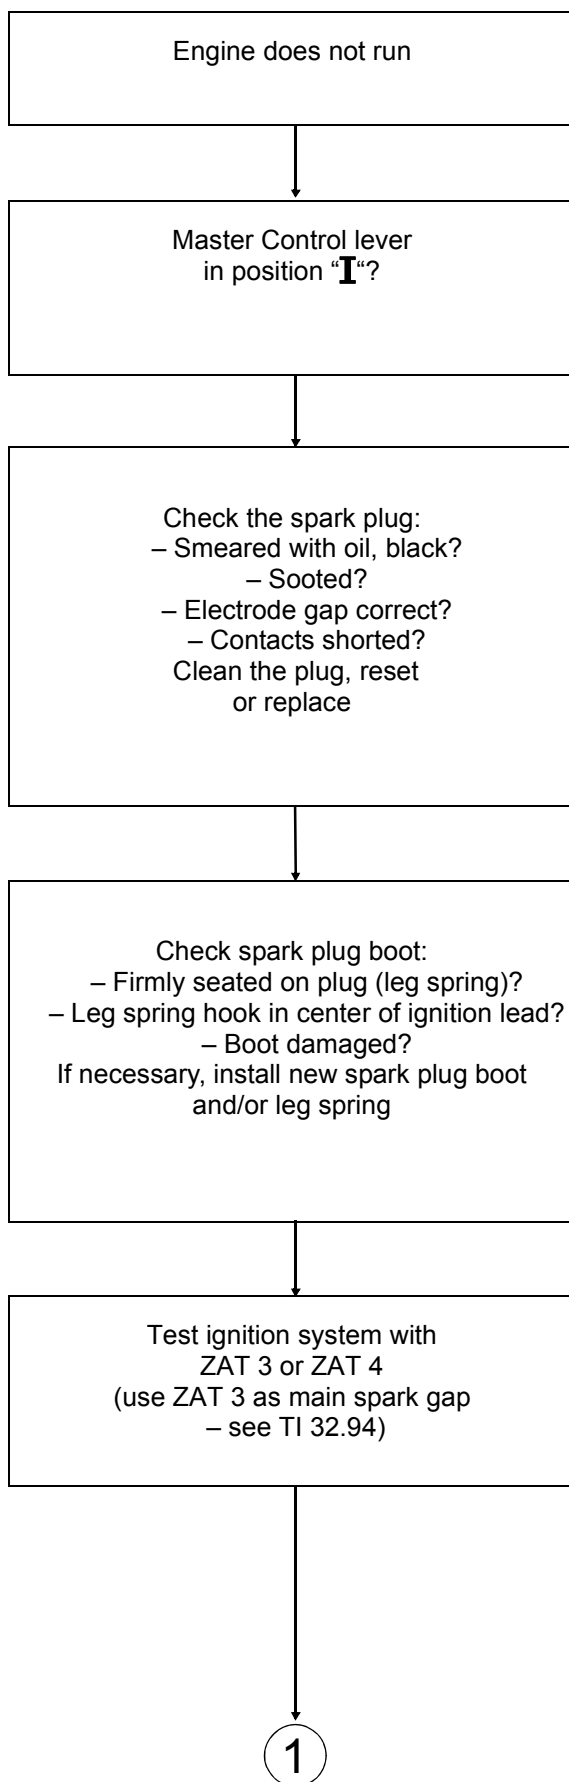 Engine does not run
Master Control lever
in position “I“?
Check the spark plug:
– Smeared with oil, black?
– Sooted?
– Electrode gap correct?
– Contacts shorted?
Clean the plug, reset
or replace
Check spark plug boot:
– Firmly seated on plug (leg spring)?
– Leg spring hook in center of ignition lead?
– Boot damaged?
If necessary, install new spark plug boot
and/or leg spring
Test ignition system with
ZAT 3 or ZAT 4
(use ZAT 3 as main spark gap
– see TI 32.94)
1